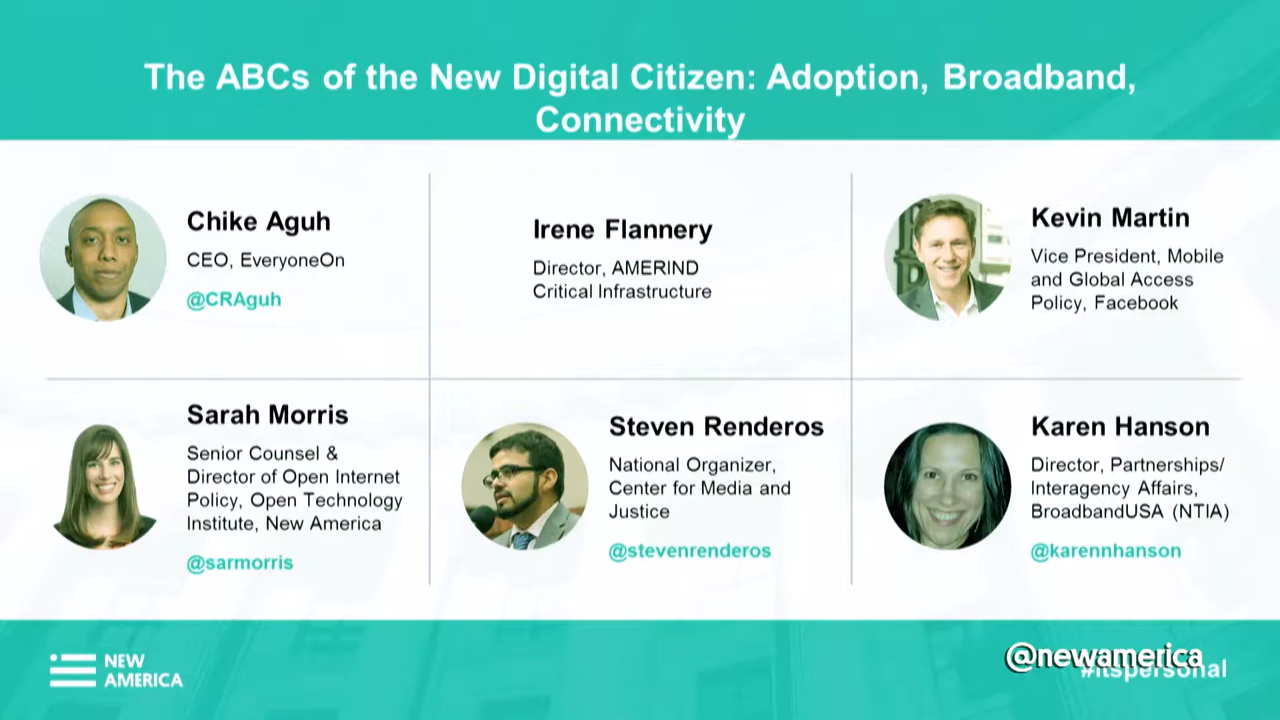 The ABCs of the New Digital Citizen: Adoption, Broadband,
Connectivity
Chike Aguh
CEO, EveryoneOn
@CRAguh
Irene Flannery
Director, AMERIND
Critical Infrastructure
Kevin Martin
Vice President, Mobile
and Global Access
Policy, Facebook
Sarah Morris
Senior Counsel &
Director of Open Internet
Policy, Open Technology
Institute, New America
@sarmorris
Steven Renderos
National Organizer,
Center for Media and
Justice
@stevenrenderos
Karen Hanson
Director, Partnerships/
Interagency Affairs,
BroadbandUSA (NTIA)
@karennhanson
NEW
AMERICA
@newamerica
#itspersonal